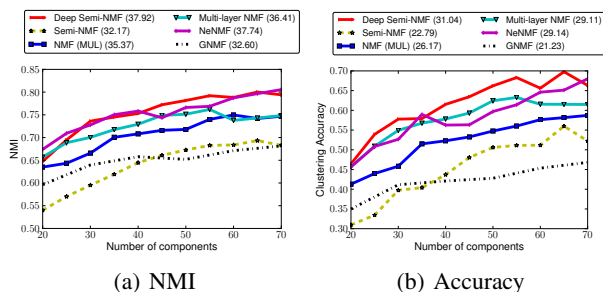 Deep Semi-NMF (37.92)
Multi-layer NMF (36.41)
Semi-NMF (32.17)
NeNMF (37.74)
NMF (MUL) (35.37)
GNMF (32.60)
0.85
0.80
0.75
0.70
0.65
0.60
0.55
0.50
NMI
20 30 40 50 60 70
Number of components
(a) NMI
Deep Semi-NMF (31.04)
Multi-layer NMF (29.11)
Semi-NMF (22.79)
NeNMF (29.14)
NMF (MUL) (26.17)
GNMF (21.23)
0.70
0.65
0.60
0.55
0.50
0.45
0.40
0.35
0.30
Clustering Accuracy
20 30 40 50 60 70
Number of components
(b) Accuracy